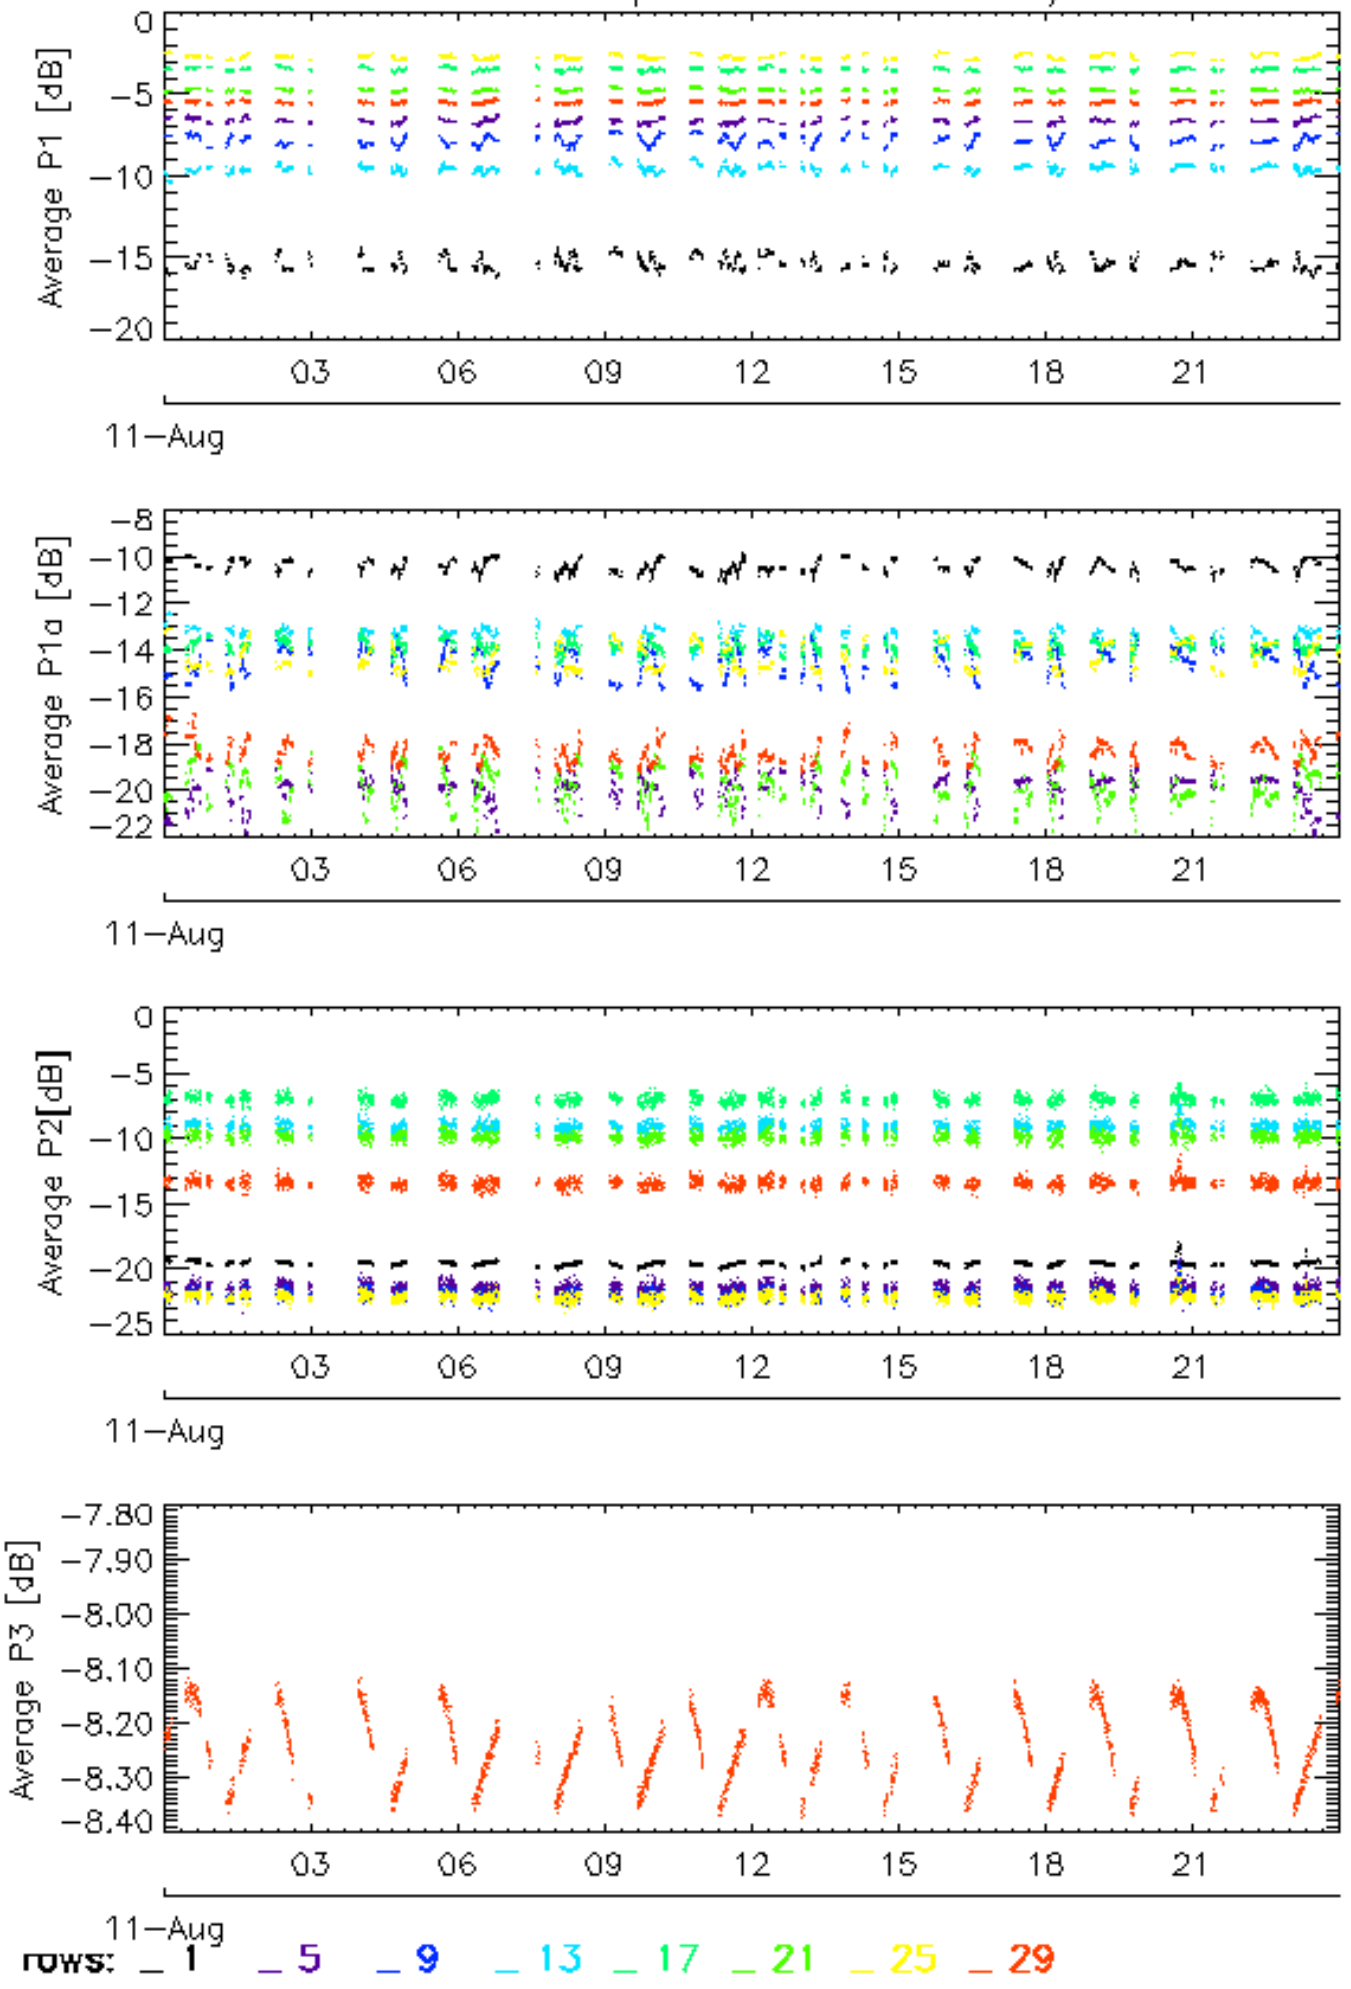 0
−5
−10
−15
−20
Average P1 [dB]
03 06 09 12 15 18 21
11−Aug
−8
−10
−12
−14
−16
−18
−20
−22
Average P1a [dB]
03 06 09 12 15 18 21
11−Aug
0
−5
−10
−15
−20
−25
Average P2[dB]
03 06 09 12 15 18 21
11−Aug
−7.80
−7.90
−8.00
−8.10
−8.20
−8.30
−8.40
Average P3 [dB]
03 06 09 12 15 18 21
11−Aug
rows: _ 1 _ 5 _ 9 _ 13 _ 17 _ 21 _ 25 _ 29